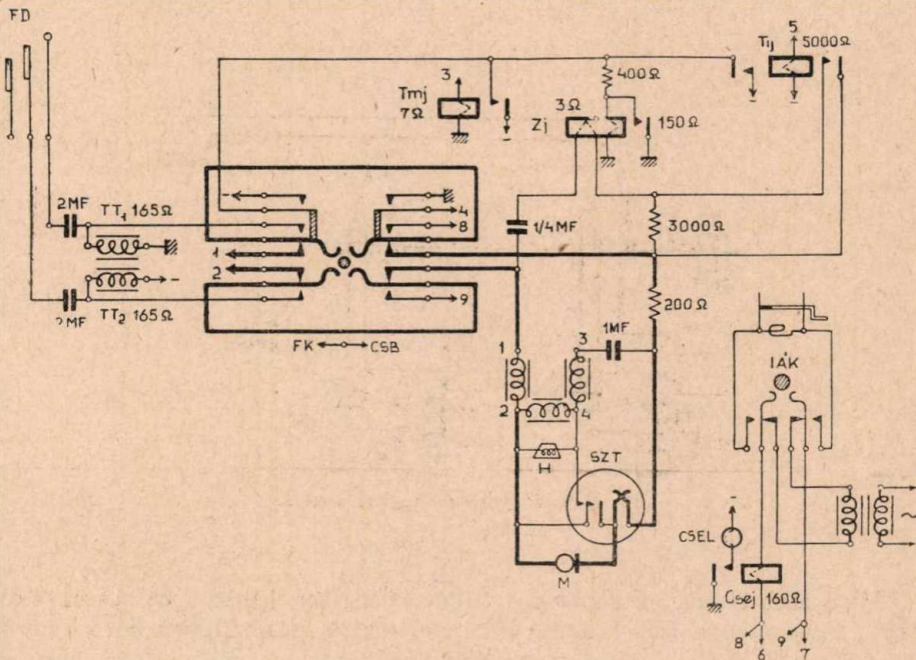 FD
5
Tij 5000Ω
3
Tmj
7Ω
400Ω
3Ω
Zj
150Ω
2MF
TT₁ 165Ω
4
8
1
2
9
1/4MF
3000Ω
200Ω
TT₂ 165Ω
FK CSB
1
3
1MF
2
4
H
SZT
M
IÁK
CSEL
Csej 160Ω
~
8
6
9
7